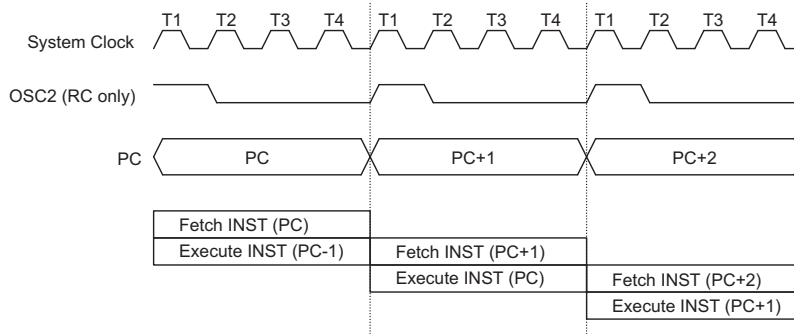 T1 T2 T3 T4 T1 T2 T3 T4 T1 T2 T3 T4
System Clock
OSC2 (RC only)
PC PC PC+1 PC+2
Fetch INST (PC)
Execute INST (PC-1) Fetch INST (PC+1)
Execute INST (PC) Fetch INST (PC+2)
Execute INST (PC+1)